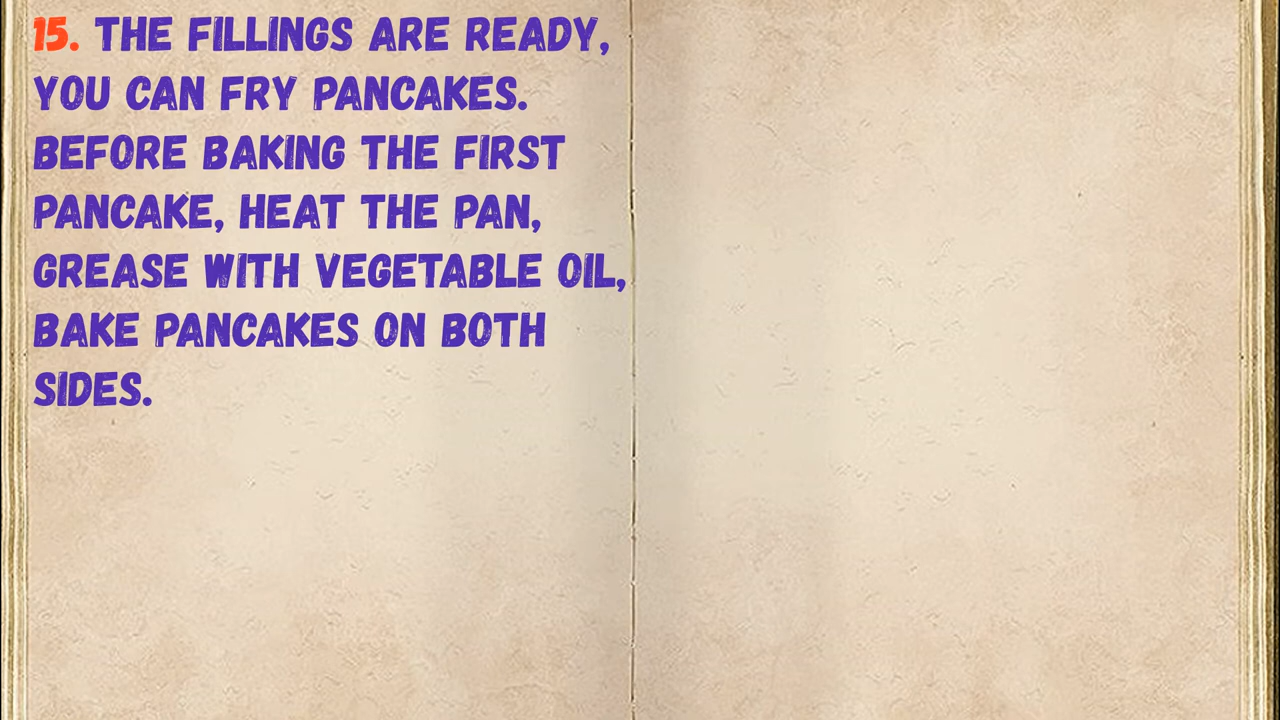 15. THE FILLINGS ARE READY,
YOU CAN FRY PANCAKES.
BEFORE BAKING THE FIRST
PANCAKE, HEAT THE PAN,
GREASE WITH VEGETABLE OIL,
BAKE PANCAKES ON BOTH
SIDES.